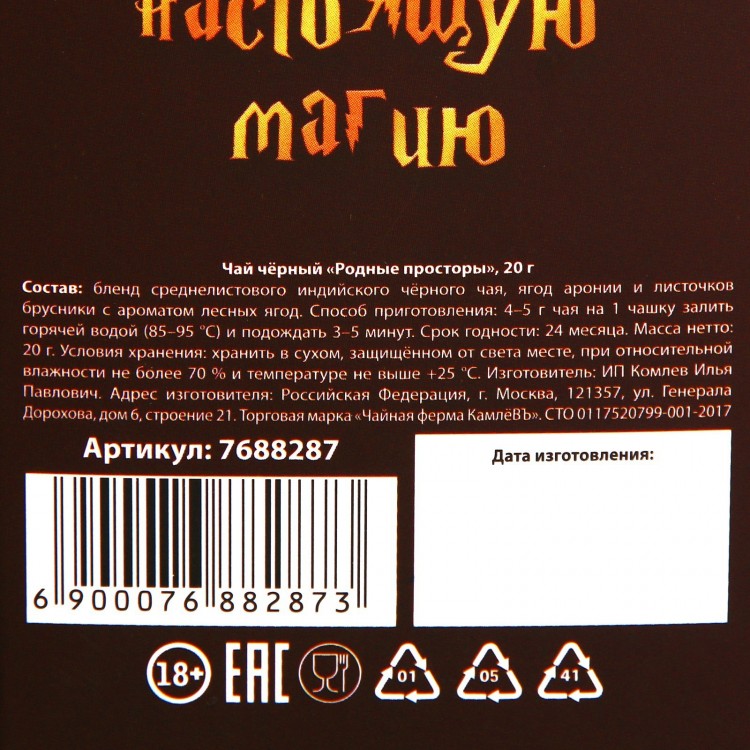 настоящую
магию
Чай чёрный «Родные просторы», 20 г
Состав: бленд среднелистового индийского чёрного чая, ягод аронии и листочков
брусники с ароматом лесных ягод. Способ приготовления: 4–5 г чая на 1 чашку залить
горячей водой (85–95 °C) и подождать 3–5 минут. Срок годности: 24 месяца. Масса нетто:
20 г. Условия хранения: хранить в сухом, защищённом от света месте, при относительной
влажности не более 70 % и температуре не выше +25 °C. Изготовитель: ИП Комлев Илья
Павлович. Адрес изготовителя: Российская Федерация, г. Москва, 121357, ул. Генерала
Дорохова, дом 6, строение 21. Торговая марка «Чайная ферма КамлёВЪ». СТО 0117520799-001-2017
Артикул: 7688287
Дата изготовления:
6 900076 882873
18+ EAC 01 05 41